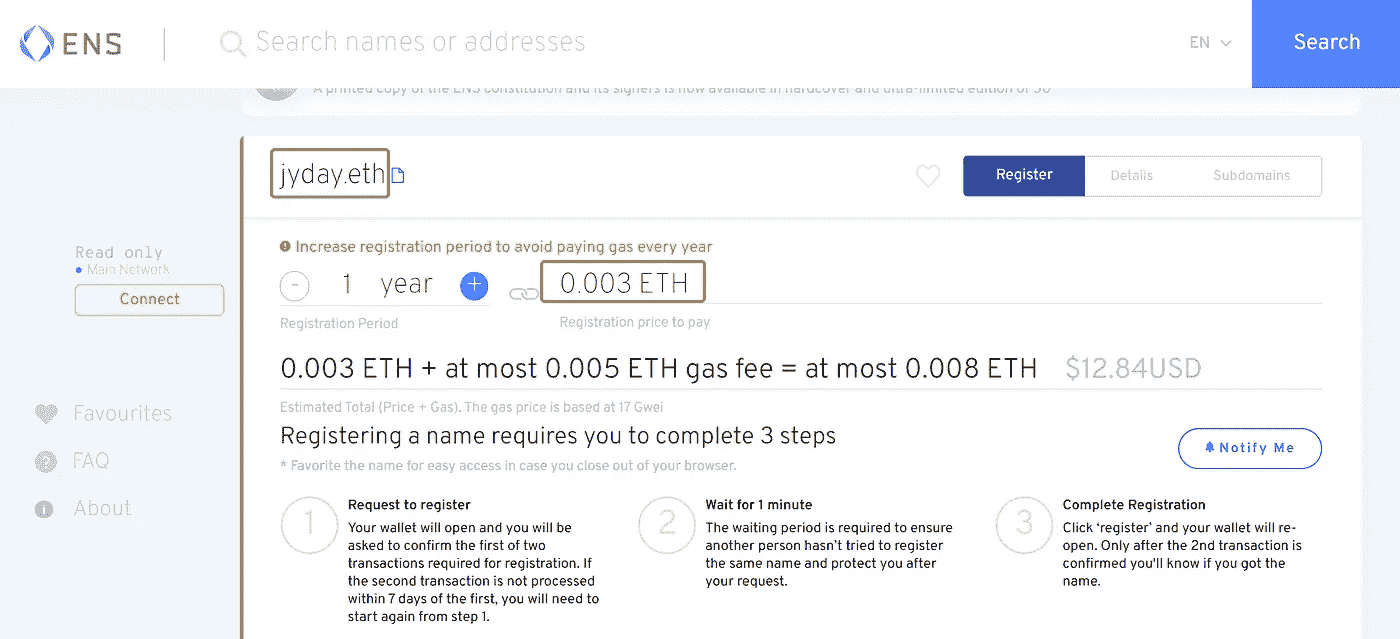 ENS
Search names or addresses
EN
Search
A printed copy of the ENS constitution and its signers is now available in hardcover and ultra-limited edition of 50
jyday.eth
Register
Details
Subdomains
Read only
Main Network
Connect
Increase registration period to avoid paying gas every year
- 1 year +
0.003 ETH
Registration Period
Registration price to pay
0.003 ETH + at most 0.005 ETH gas fee = at most 0.008 ETH $12.84USD
Estimated Total (Price + Gas). The gas price is based at 17 Gwei
Favourites
FAQ
About
Registering a name requires you to complete 3 steps
* Favorite the name for easy access in case you close out of your browser.
Notify Me
1
Request to register
Your wallet will open and you will be
asked to confirm the first of two
transactions required for registration. If
the second transaction is not processed
within 7 days of the first, you will need to
start again from step 1.
2
Wait for 1 minute
The waiting period is required to ensure
another person hasn't tried to register
the same name and protect you after
your request.
3
Complete Registration
Click ‘register’ and your wallet will re-
open. Only after the 2nd transaction is
confirmed you'll know if you got the
name.